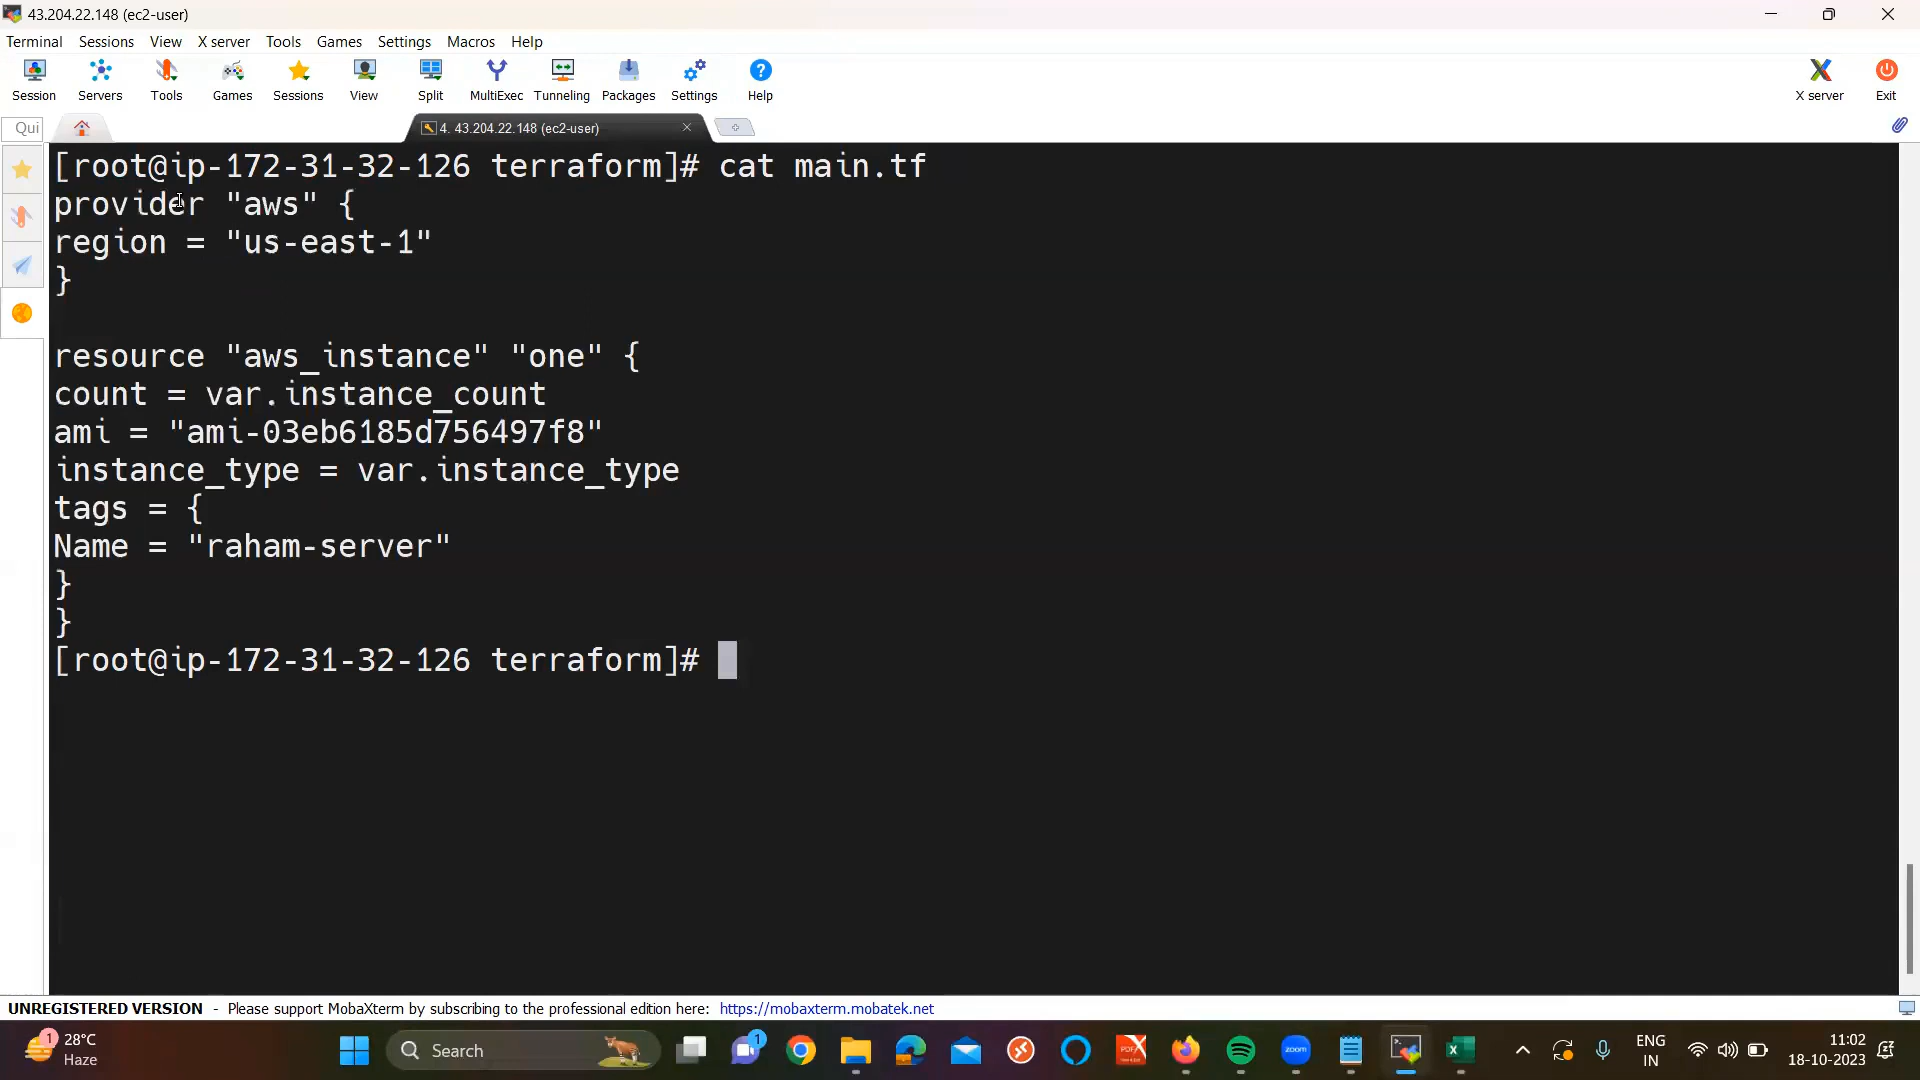 43.204.22.148 (ec2-user)
Terminal Sessions View X server Tools Games Settings Macros Help
Session Servers Tools Games Sessions View Split MultiExec Tunneling Packages Settings Help X server Exit
Qui 4. 43.204.22.148 (ec2-user)
[root@ip-172-31-32-126 terraform]# cat main.tf
provider "aws" {
region = "us-east-1"
}
resource "aws_instance" "one" {
count = var.instance_count
ami = "ami-03eb6185d756497f8"
instance_type = var.instance_type
tags = {
Name = "raham-server"
}
}
[root@ip-172-31-32-126 terraform]#
UNREGISTERED VERSION - Please support MobaXterm by subscribing to the professional edition here: https://mobaxterm.mobatek.net
1 28°C
Haze
Search
1
zoom
ENG
IN
11:02
18-10-2023